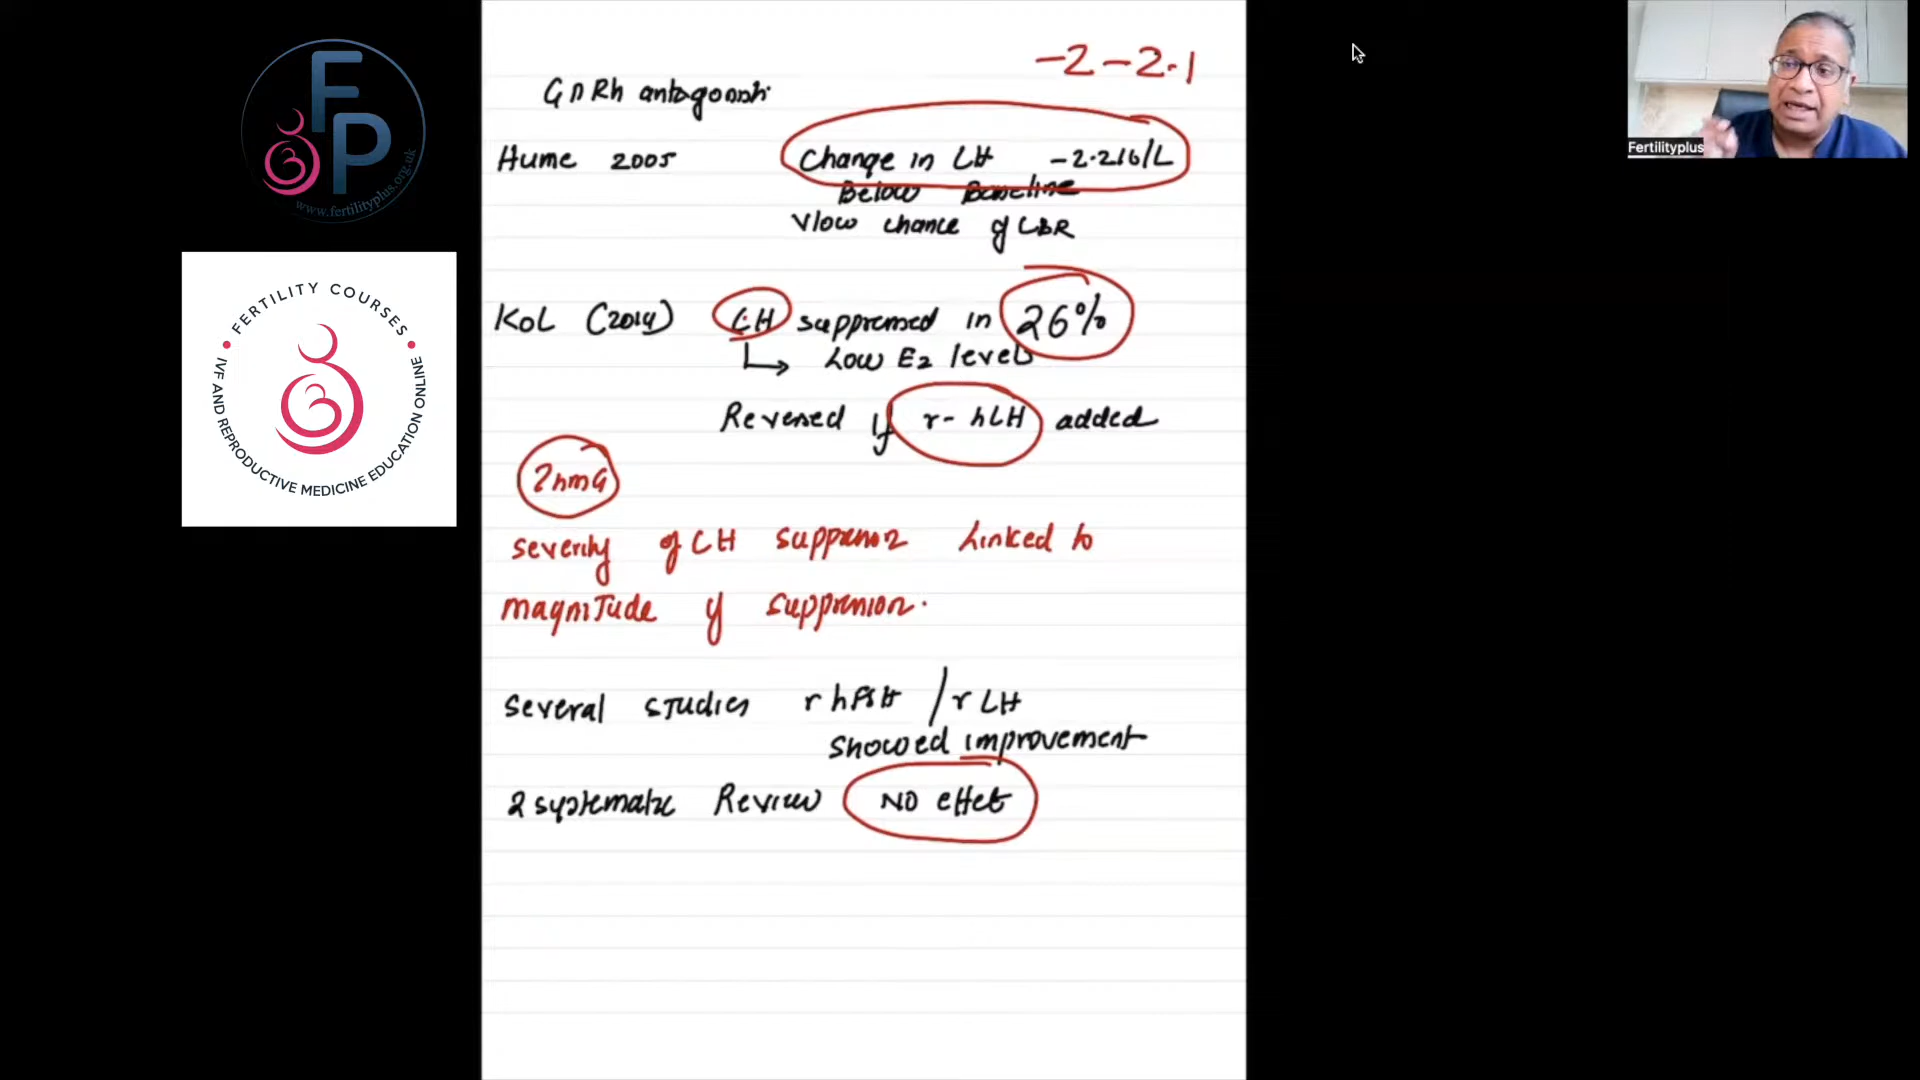 FP
www.fertilityplus.org.uk
• FERTILITY COURSES •
IVF AND REPRODUCTIVE MEDICINE EDUCATION ONLINE
-2 -2.1
GnRh antagonist
Hume 2005 Change in LH -2.2IU/L
Below Baseline
Vlow chance of LBR
KOL (2014) LH suppressed in 26%
↳ Low E2 levels
Reversed if r-hLH added
?hmG
severity of LH suppression Linked to
magnitude of suppression.
Several studies rhFSH / rLH
showed improvement
2 systematic Review NO effect
Fertilityplus